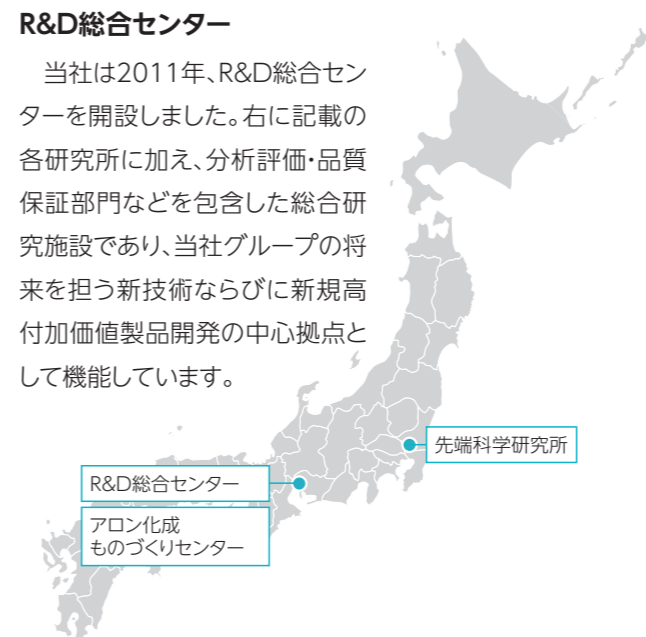 R&D総合センター
　当社は2011年、R&D総合セン
ターを開設しました。右に記載の
各研究所に加え、分析評価・品質
保証部門などを包含した総合研
究施設であり、当社グループの将
来を担う新技術ならびに新規高
付加価値製品開発の中心拠点と
して機能しています。
先端科学研究所
R&D総合センター
アロン化成
ものづくりセンター